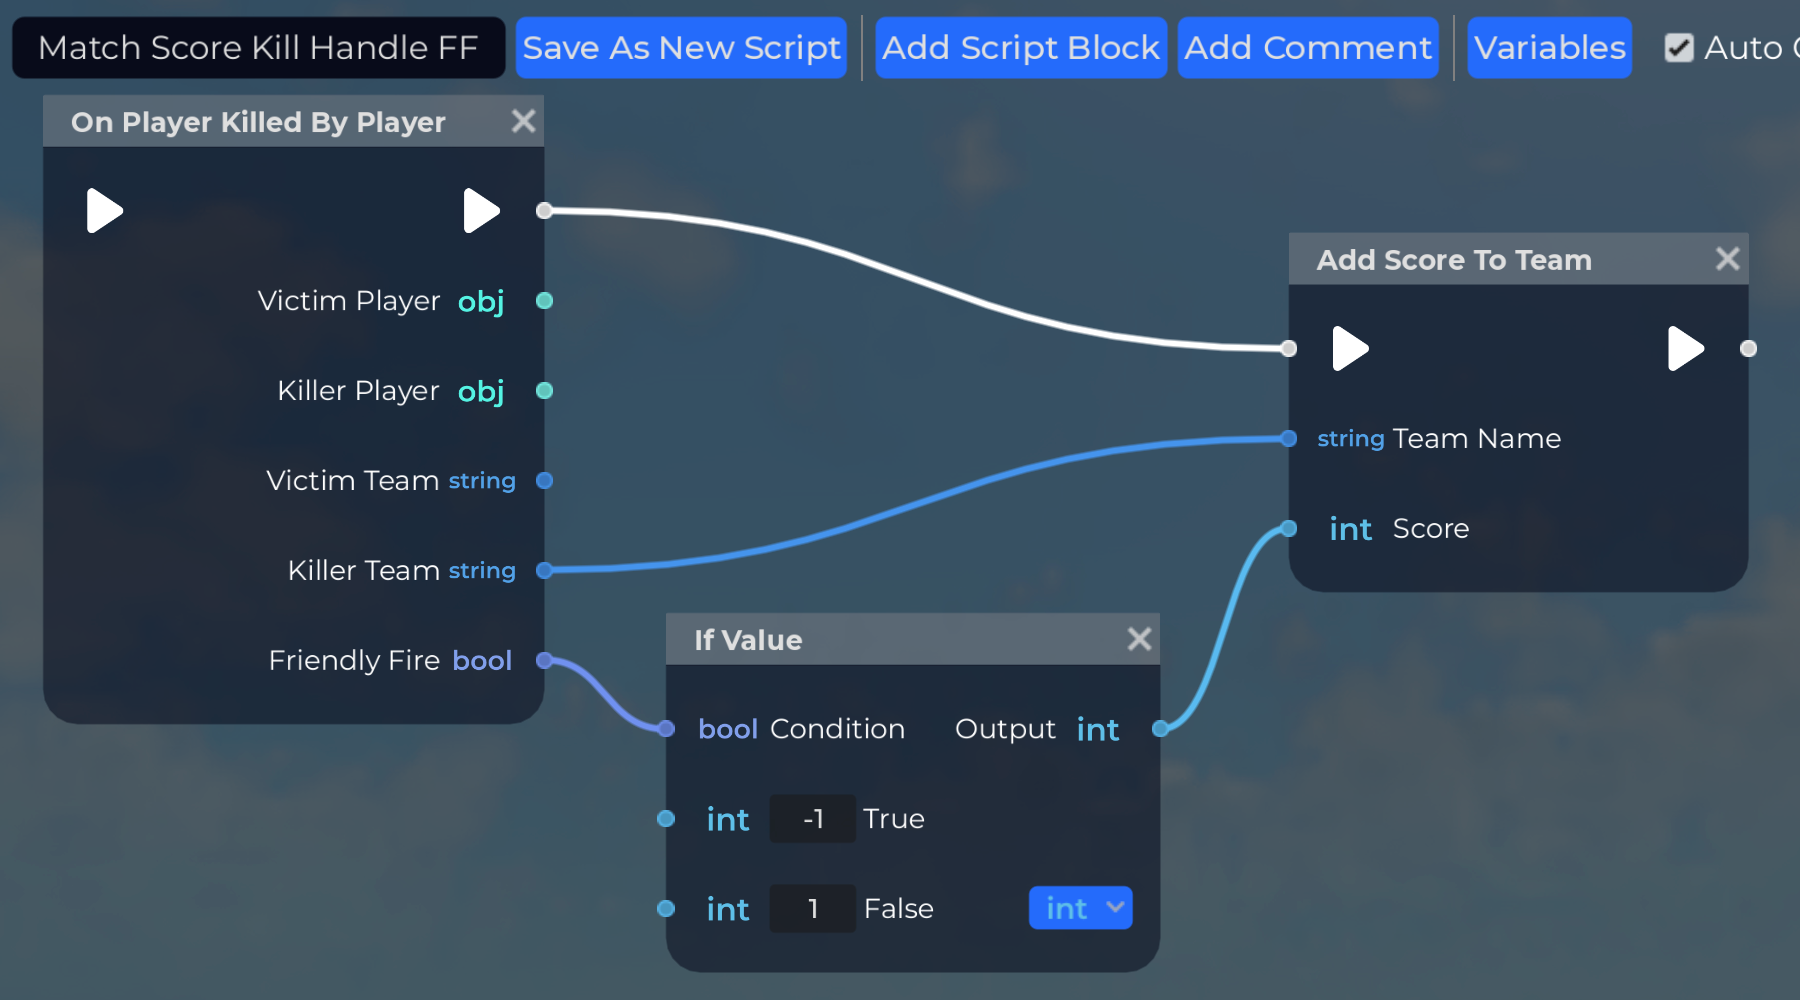 Match Score Kill Handle FF
Save As New Script
Add Script Block
Add Comment
Variables
Auto
On Player Killed By Player
Victim Player obj
Killer Player obj
Victim Team string
Killer Team string
Friendly Fire bool
Add Score To Team
string Team Name
int Score
If Value
bool Condition Output int
int -1 True
int 1 False int